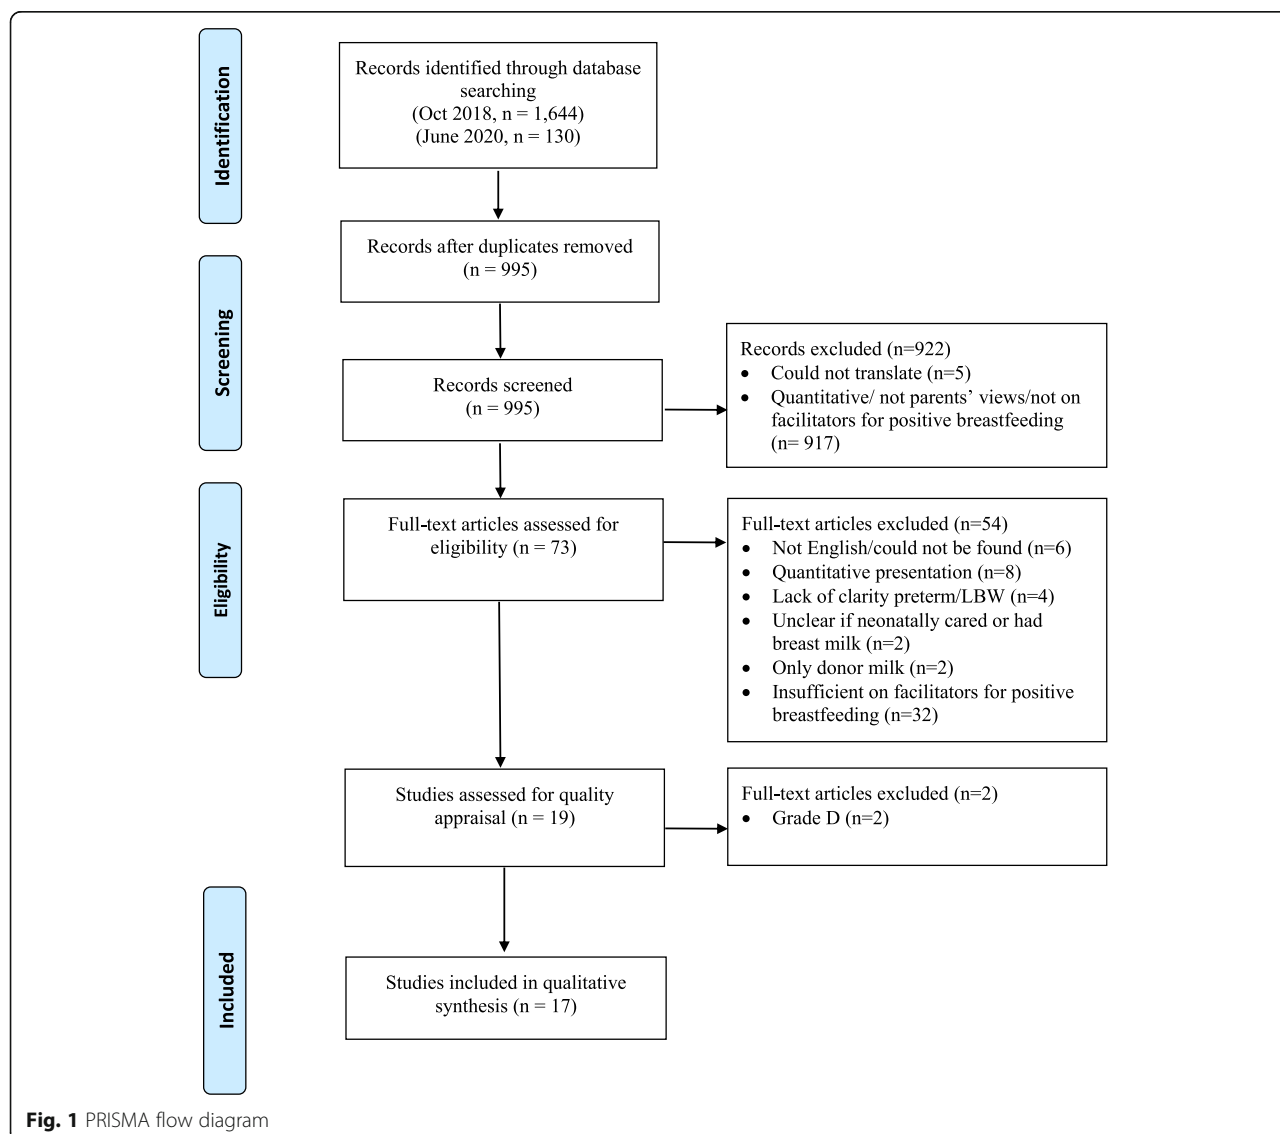 Identification
Records identified through database
searching
(Oct 2018, n = 1,644)
(June 2020, n = 130)
Records after duplicates removed
(n = 995)
Screening
Records screened
(n = 995)
Records excluded (n=922)
• Could not translate (n=5)
• Quantitative/ not parents’ views/not on
facilitators for positive breastfeeding
(n= 917)
Eligibility
Full-text articles assessed for
eligibility (n = 73)
Full-text articles excluded (n=54)
• Not English/could not be found (n=6)
• Quantitative presentation (n=8)
• Lack of clarity preterm/LBW (n=4)
• Unclear if neonatally cared or had
breast milk (n=2)
• Only donor milk (n=2)
• Insufficient on facilitators for positive
breastfeeding (n=32)
Studies assessed for quality
appraisal (n = 19)
Full-text articles excluded (n=2)
• Grade D (n=2)
Included
Studies included in qualitative
synthesis (n = 17)
Fig. 1 PRISMA flow diagram